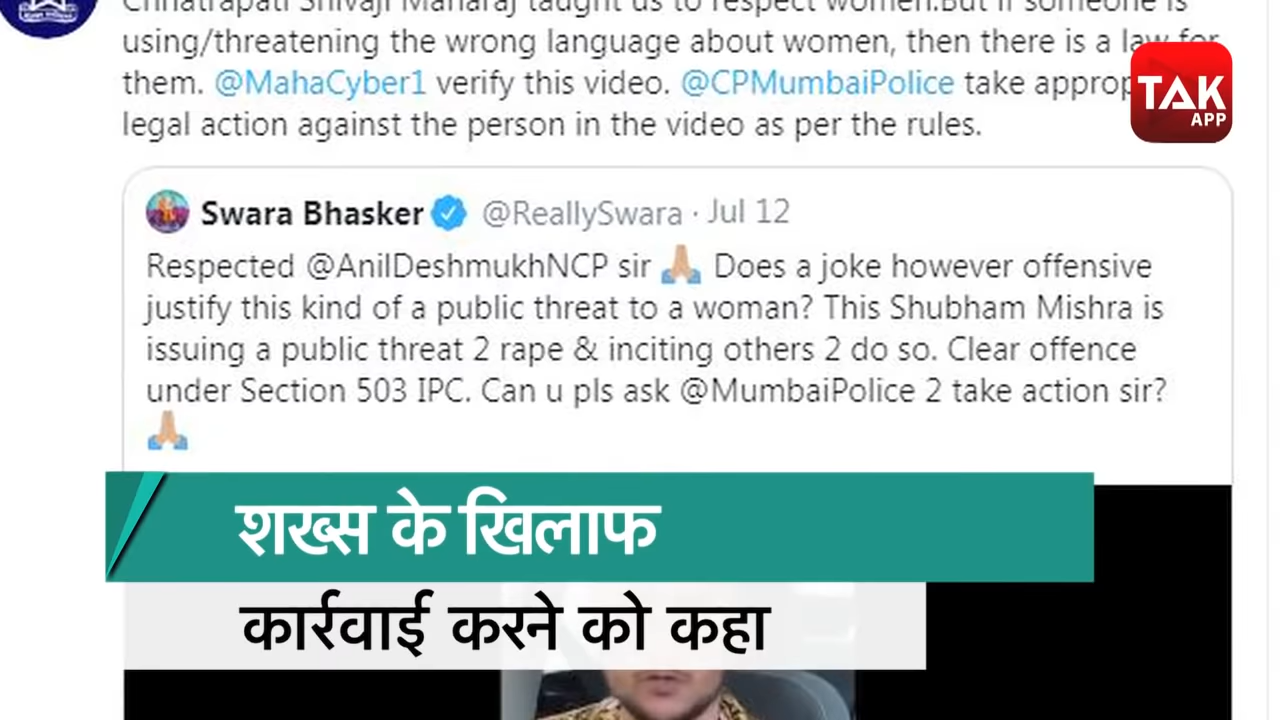 Chhatrapati Shivaji Maharaj taught us to respect women.But if someone is
using/threatening the wrong language about women, then there is a law for
them. @MahaCyber1 verify this video. @CPMumbaiPolice take approp
legal action against the person in the video as per the rules.
TAK
APP
Swara Bhasker @ReallySwara · Jul 12
Respected @AnilDeshmukhNCP sir 🙏🏼 Does a joke however offensive
justify this kind of a public threat to a woman? This Shubham Mishra is
issuing a public threat 2 rape & inciting others 2 do so. Clear offence
under Section 503 IPC. Can u pls ask @MumbaiPolice 2 take action sir?
🙏🏼
शख्स के खिलाफ
कार्रवाई करने को कहा